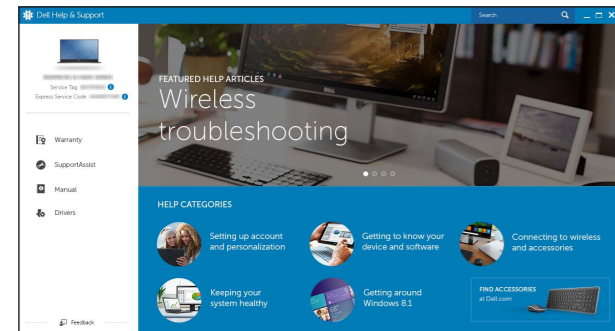 Dell Help & Support
Search
Service Tag
Express Service Code
Warranty
SupportAssist
Manual
Drivers
Feedback
FEATURED HELP ARTICLES
Wireless
troubleshooting
HELP CATEGORIES
Setting up account
and personalization
Getting to know your
device and software
Connecting to wireless
and accessories
Keeping your
system healthy
Getting around
Windows 8.1
FIND ACCESSORIES
at Dell.com